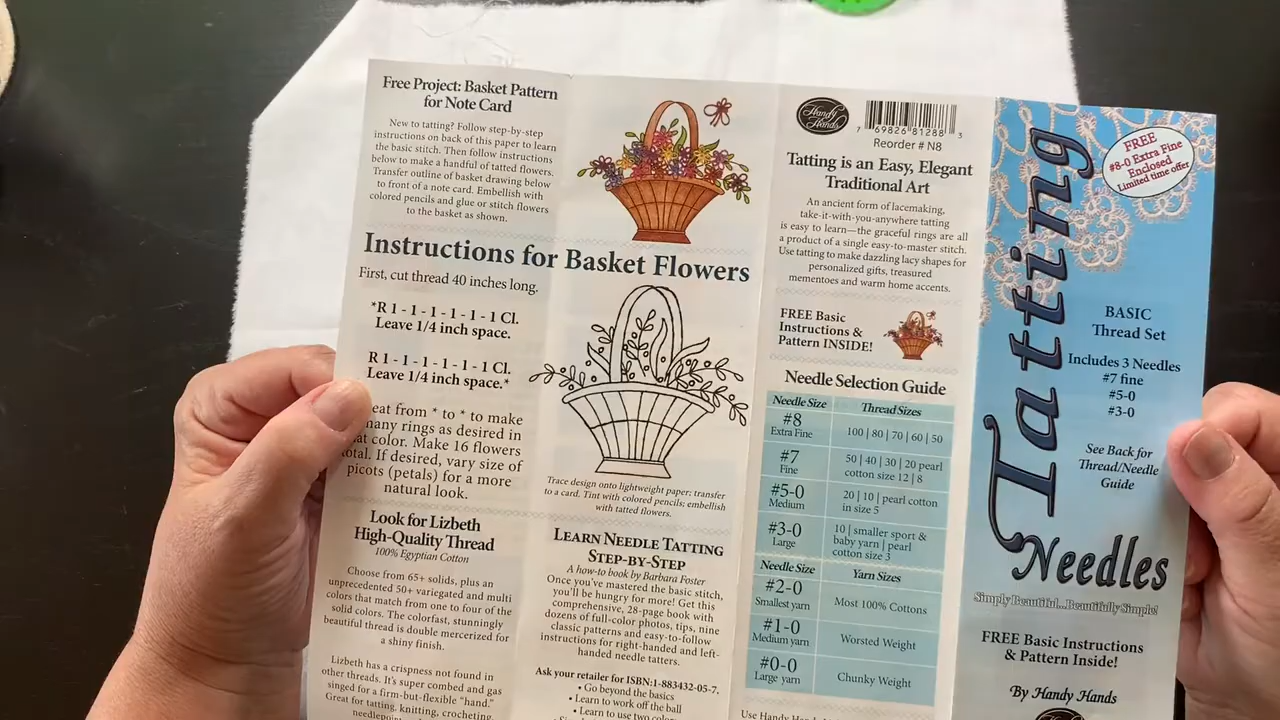 Free Project: Basket Pattern
for Note Card
New to tatting? Follow step-by-step
instructions on back of this paper to learn
the basic stitch. Then follow instructions
below to make a handful of tatted flowers.
Transfer outline of basket drawing below
to front of a note card. Embellish with
colored pencils and glue or stitch flowers
to the basket as shown.
Instructions for Basket Flowers
First, cut thread 40 inches long.
*R 1 - 1 - 1 - 1 - 1 - 1 Cl.
Leave 1/4 inch space.
R 1 - 1 - 1 - 1 - 1 Cl.
Leave 1/4 inch space.*
eat from * to * to make
many rings as desired in
at color. Make 16 flowers
total. If desired, vary size of
picots (petals) for a more
natural look.
Look for Lizbeth
High-Quality Thread
100% Egyptian Cotton
Choose from 65+ solids, plus an
unprecedented 50+ variegated and multi
colors that match from one to four of the
solid colors. The colorfast, stunningly
beautiful thread is double mercerized for
a shiny finish.
Lizbeth has a crispness not found in
others. It's super combed and gas
singed for a firm-but-flexible "hand."
Great for tatting, knitting, crocheting,
Trace design onto lightweight paper; transfer
to a card. Tint with colored pencils; embellish
with tatted flowers.
LEARN NEEDLE TATTING
STEP-BY-STEP
A how-to book by Barbara Foster
Once you've mastered the basic stitch,
you'll be hungry for more! Get this
comprehensive, 28-page book with
dozens of full-color photos, tips, nine
classic patterns and easy-to-follow
instructions for right-handed and left-
handed needle tatters.
Ask your retailer for ISBN:1-883432-05-7.
• Go beyond the basics
• Learn to work off the ball
• Learn to use two
Handy
Hands
7 69826 81288 3
Reorder # N8
Tatting is an Easy, Elegant
Traditional Art
An ancient form of lacemaking,
take-it-with-you-anywhere tatting
is easy to learn—the graceful rings are all
a product of a single easy-to-master stitch.
Use tatting to make dazzling lacy shapes for
personalized gifts, treasured
mementoes and warm home accents.
FREE Basic
Instructions &
Pattern INSIDE!
Needle Selection Guide
Needle Size Thread Sizes
#8
Extra Fine
100 | 80 | 70 | 60 | 50
#7
Fine
50 | 40 | 30 | 20 pearl
cotton size 12 | 8
#5-0
Medium
20 | 10 | pearl cotton
in size 5
#3-0
Large
10 | smaller sport &
baby yarn | pearl
cotton size 3
Needle Size Yarn Sizes
#2-0
Smallest yarn
Most 100% Cottons
#1-0
Medium yarn
Worsted Weight
#0-0
Large yarn
Chunky Weight
Tatting
Needles
FREE
#8-0 Extra Fine
Enclosed
Limited time offer
BASIC
Thread Set
Includes 3 Needles
#7 fine
#5-0
#3-0
See Back for
Thread/Needle
Guide
Simply Beautiful...Beautifully Simple!
FREE Basic Instructions
& Pattern Inside!
By Handy Hands